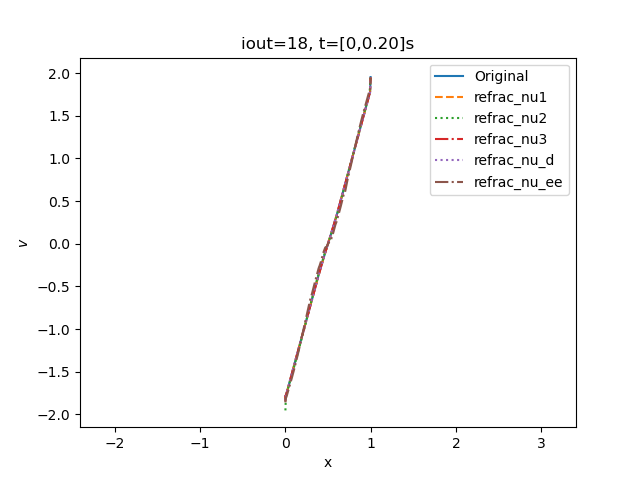 iout=18, t=[0,0.20]s
2.0
1.5
1.0
0.5
0.0
−0.5
−1.0
−1.5
−2.0
v
Original
refrac_nu1
refrac_nu2
refrac_nu3
refrac_nu_d
refrac_nu_ee
−2 −1 0 1 2 3
x